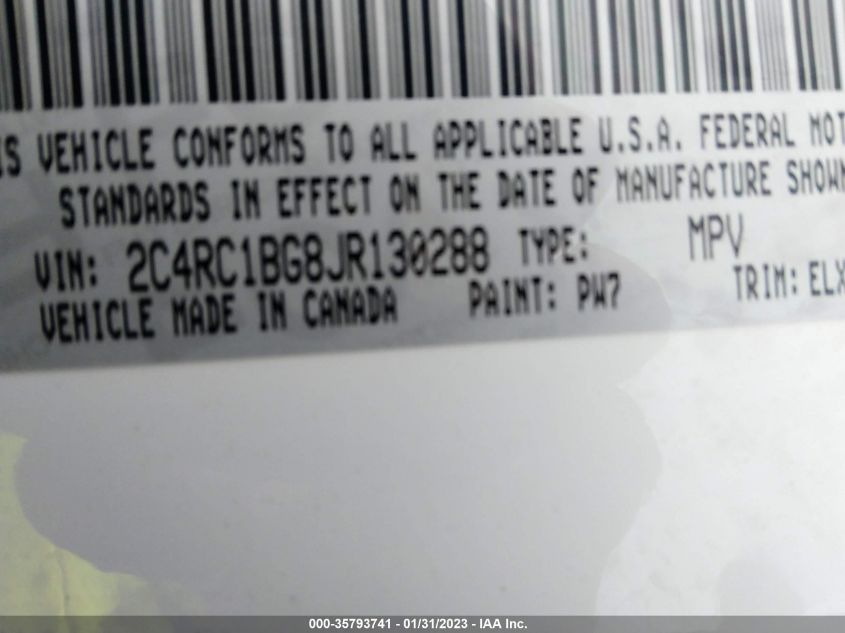 IS VEHICLE CONFORMS TO ALL APPLICABLE U.S.A. FEDERAL MOT
STANDARDS IN EFFECT ON THE DATE OF MANUFACTURE SHOWN
VIN: 2C4RC1BG8JR130288 TYPE: MPV
VEHICLE MADE IN CANADA PAINT: PW7 TRIM: ELX
000-35793741 - 01/31/2023 - IAA Inc.